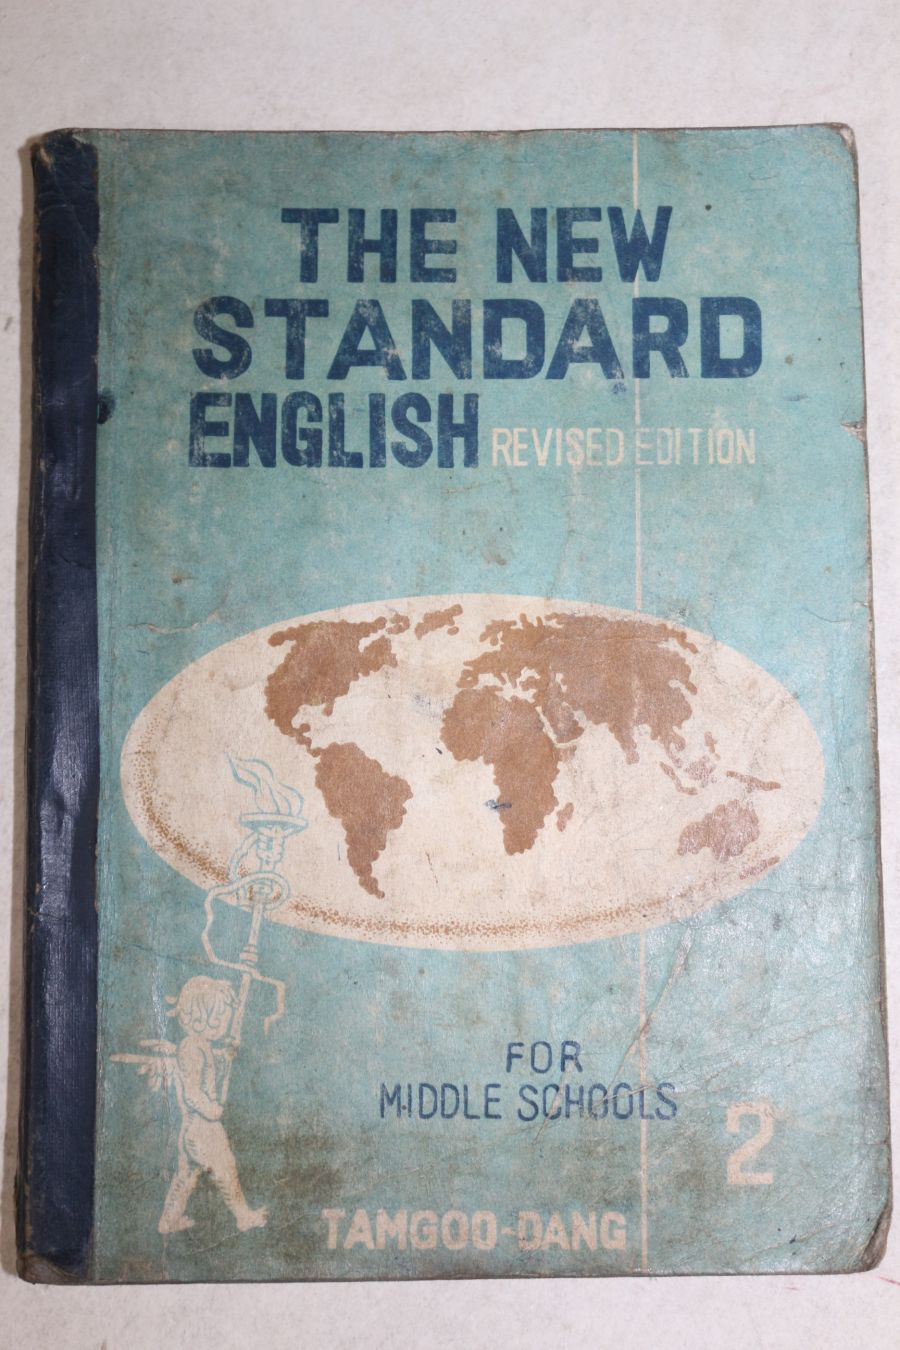 THE NEW
STANDARD
ENGLISH REVISED EDITION
FOR
MIDDLE SCHOOLS
2
TAMGOO-DANG